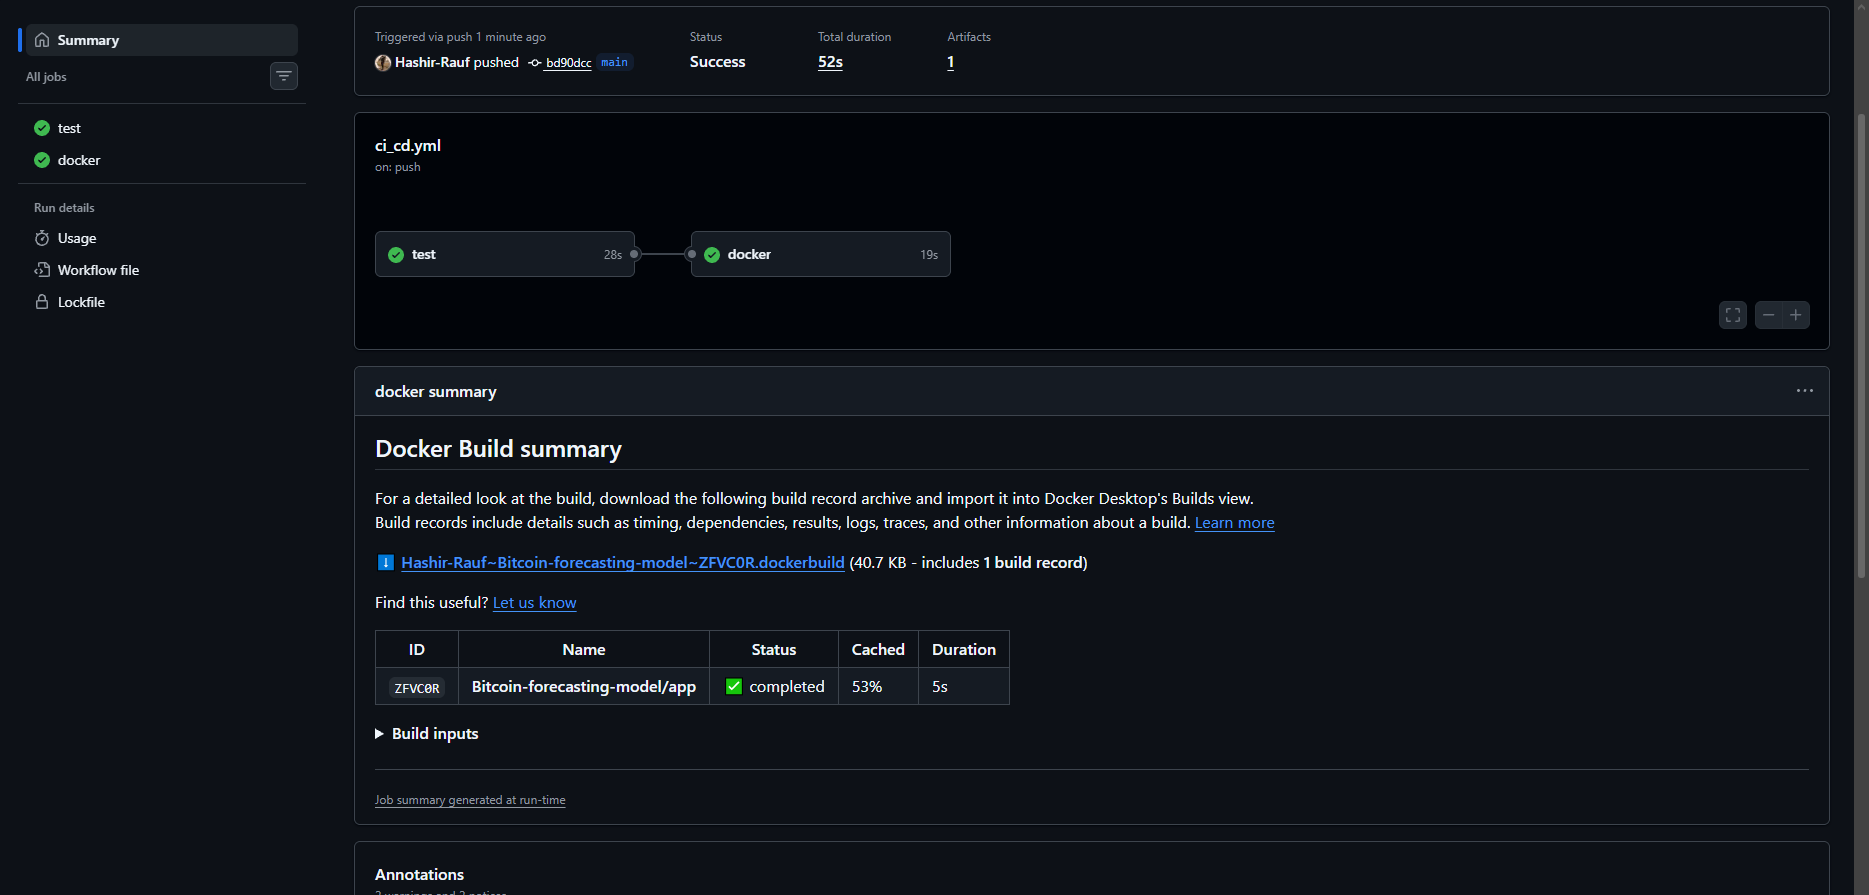 Summary
All jobs
test
docker
Run details
Usage
Workflow file
Lockfile
Triggered via push 1 minute ago
Hashir-Rauf pushed bd90dcc main
Status
Success
Total duration
52s
Artifacts
1
ci_cd.yml
on: push
test 28s
docker 19s
docker summary
Docker Build summary
For a detailed look at the build, download the following build record archive and import it into Docker Desktop's Builds view.
Build records include details such as timing, dependencies, results, logs, traces, and other information about a build. Learn more
Hashir-Rauf~Bitcoin-forecasting-model~ZFVC0R.dockerbuild (40.7 KB - includes 1 build record)
Find this useful? Let us know
ID Name Status Cached Duration
ZFVC0R Bitcoin-forecasting-model/app completed 53% 5s
Build inputs
Job summary generated at run-time
Annotations